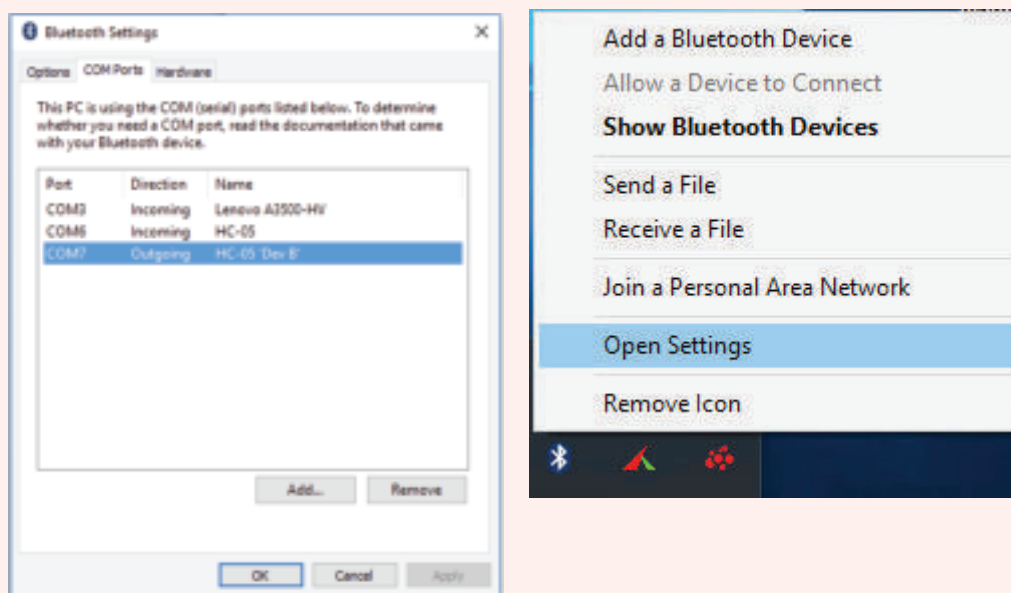 Bluetooth Settings
Options COM Ports Hardware
This PC is using the COM (serial) ports listed below. To determine
whether you need a COM port, read the documentation that came
with your Bluetooth device.
Port Direction Name
COM3 Incoming Lenovo A3500-HV
COM6 Incoming HC-05
COM7 Outgoing HC-05 'Dev B'
Add... Remove
OK Cancel Apply
Add a Bluetooth Device
Allow a Device to Connect
Show Bluetooth Devices
Send a File
Receive a File
Join a Personal Area Network
Open Settings
Remove Icon